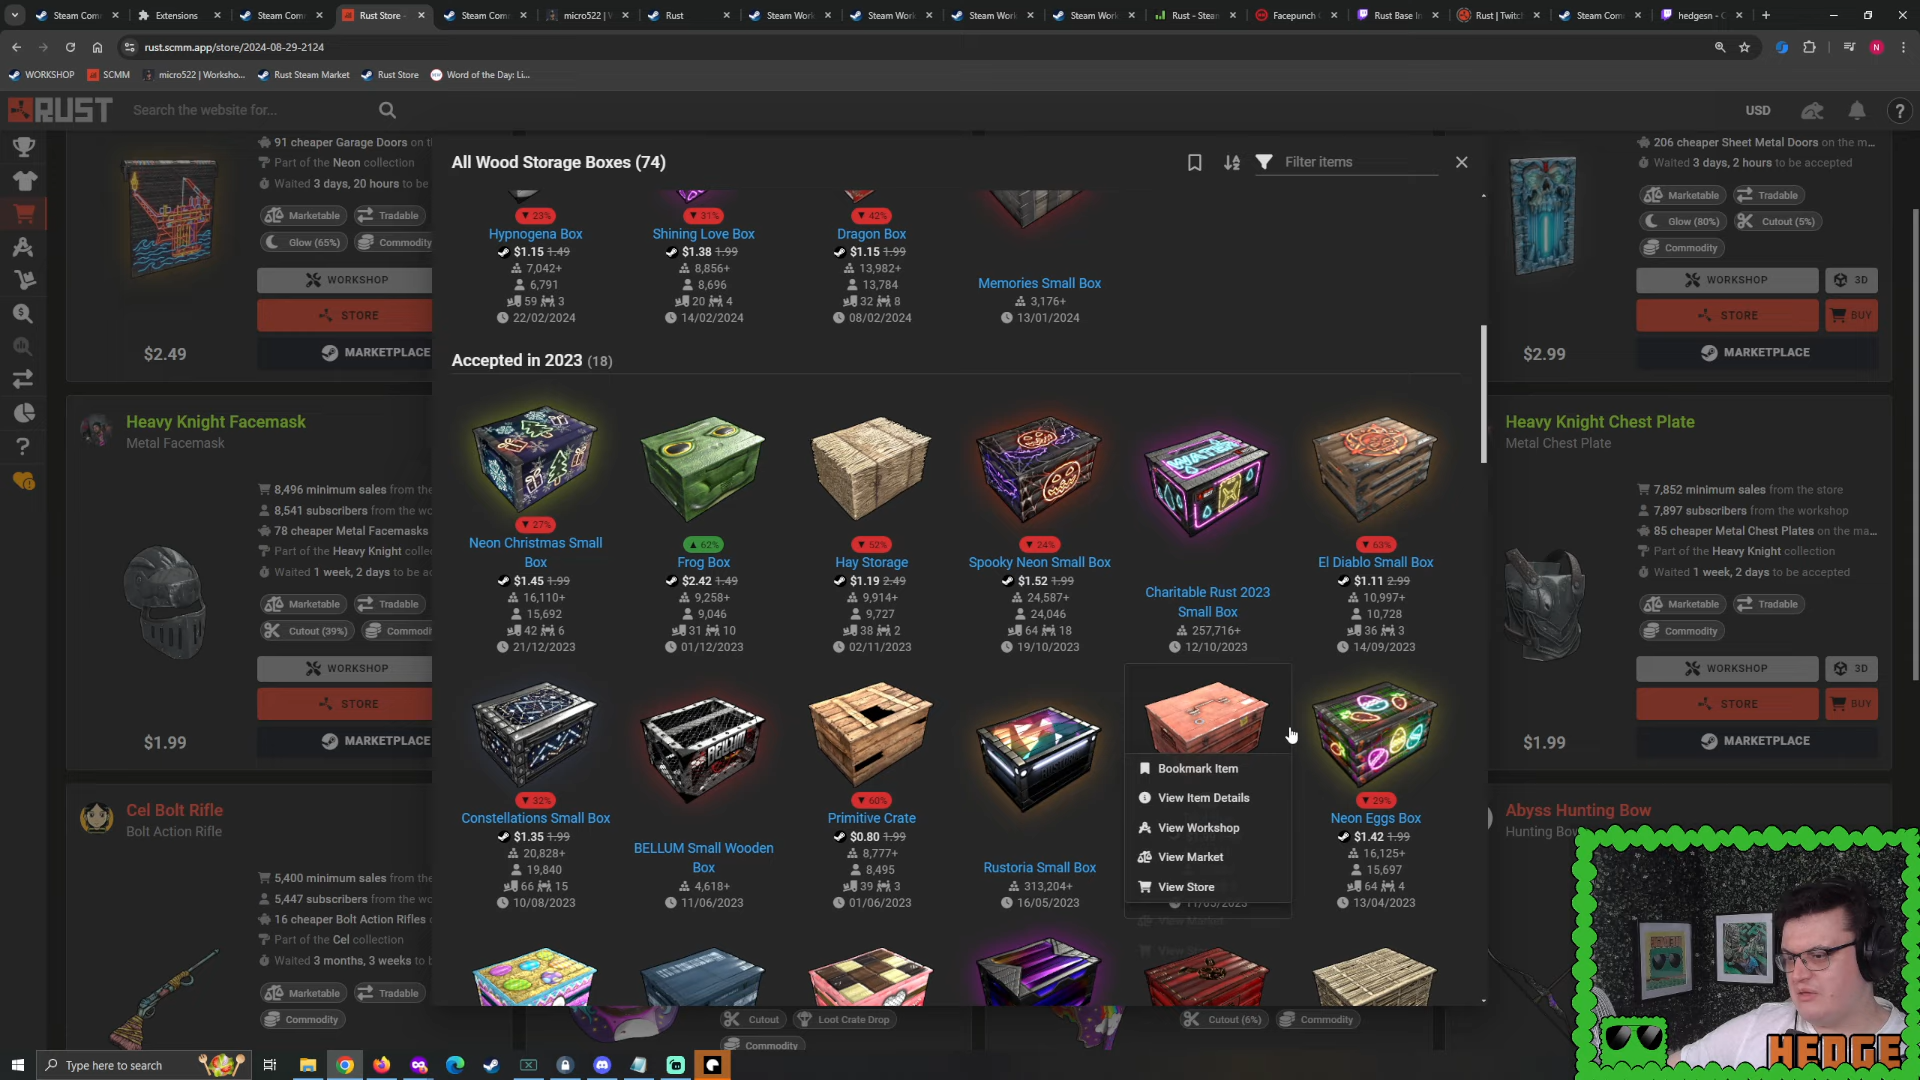 Steam Com
Extensions
Steam Com
Rust Store -
Steam Com
micro522 | W
Rust
Steam Work
Steam Work
Steam Work
Steam Work
Rust - Steam
Facepunch C
Rust Base In
Rust | Twitch
Steam Com
hedgesn - C
rust.scmm.app/store/2024-08-29-2124
N
WORKSHOP
SCMM
micro522 | Worksho...
Rust Steam Market
Rust Store
Word of the Day: Li...
RUST
Search the website for...
USD
?
91 cheaper Garage Doors on t
Part of the Neon collection
Waited 3 days, 20 hours to be
Marketable
Tradable
Glow (65%)
Commodity
WORKSHOP
STORE
$2.49
MARKETPLACE
Heavy Knight Facemask
Metal Facemask
8,496 minimum sales from the
8,541 subscribers from the wo
78 cheaper Metal Facemasks
Part of the Heavy Knight colle
Waited 1 week, 2 days to be ac
Marketable
Tradable
Cutout (39%)
Commodi
WORKSHOP
STORE
$1.99
MARKETPLACE
Cel Bolt Rifle
Bolt Action Rifle
5,400 minimum sales from the
5,447 subscribers from the wo
16 cheaper Bolt Action Rifles
Part of the Cel collection
Waited 3 months, 3 weeks to b
Marketable
Tradable
Commodity
All Wood Storage Boxes (74)
Filter items
▼ 23%
Hypnogena Box
$1.15 1.49
7,042+
6,791
59 3
22/02/2024
▼ 31%
Shining Love Box
$1.38 1.99
8,856+
8,696
20 4
14/02/2024
▼ 42%
Dragon Box
$1.15 1.99
13,982+
13,784
32 8
08/02/2024
Memories Small Box
3,176+
13/01/2024
Accepted in 2023 (18)
▼ 27%
Neon Christmas Small
Box
$1.45 1.99
16,110+
15,692
42 6
21/12/2023
▲ 62%
Frog Box
$2.42 1.49
9,258+
9,046
31 10
01/12/2023
▼ 52%
Hay Storage
$1.19 2.49
9,914+
9,727
38 2
02/11/2023
▼ 24%
Spooky Neon Small Box
$1.52 1.99
24,587+
24,046
64 18
19/10/2023
Charitable Rust 2023
Small Box
257,716+
12/10/2023
▼ 63%
El Diablo Small Box
$1.11 2.99
10,997+
10,728
36 3
14/09/2023
▼ 32%
Constellations Small Box
$1.35 1.99
20,828+
19,840
66 15
10/08/2023
BELLUM
BELLUM Small Wooden
Box
4,618+
11/06/2023
▼ 60%
Primitive Crate
$0.80 1.99
8,777+
8,495
39 3
01/06/2023
Rustoria Small Box
313,204+
16/05/2023
Bookmark Item
View Item Details
View Workshop
View Market
View Store
11/05/2023
▼ 29%
Neon Eggs Box
$1.42 1.99
16,125+
15,697
64 4
13/04/2023
Cutout
Loot Crate Drop
Commodity
Cutout (6%)
Commodity
206 cheaper Sheet Metal Doors on the m...
Waited 3 days, 2 hours to be accepted
Marketable
Tradable
Glow (80%)
Cutout (5%)
Commodity
WORKSHOP
3D
STORE
BUY
$2.99
MARKETPLACE
Heavy Knight Chest Plate
Metal Chest Plate
7,852 minimum sales from the store
7,897 subscribers from the workshop
85 cheaper Metal Chest Plates on the ma...
Part of the Heavy Knight collection
Waited 1 week, 2 days to be accepted
Marketable
Tradable
Commodity
WORKSHOP
3D
STORE
BUY
$1.99
MARKETPLACE
Abyss Hunting Bow
Hunting Bow
HEDGE
Type here to search